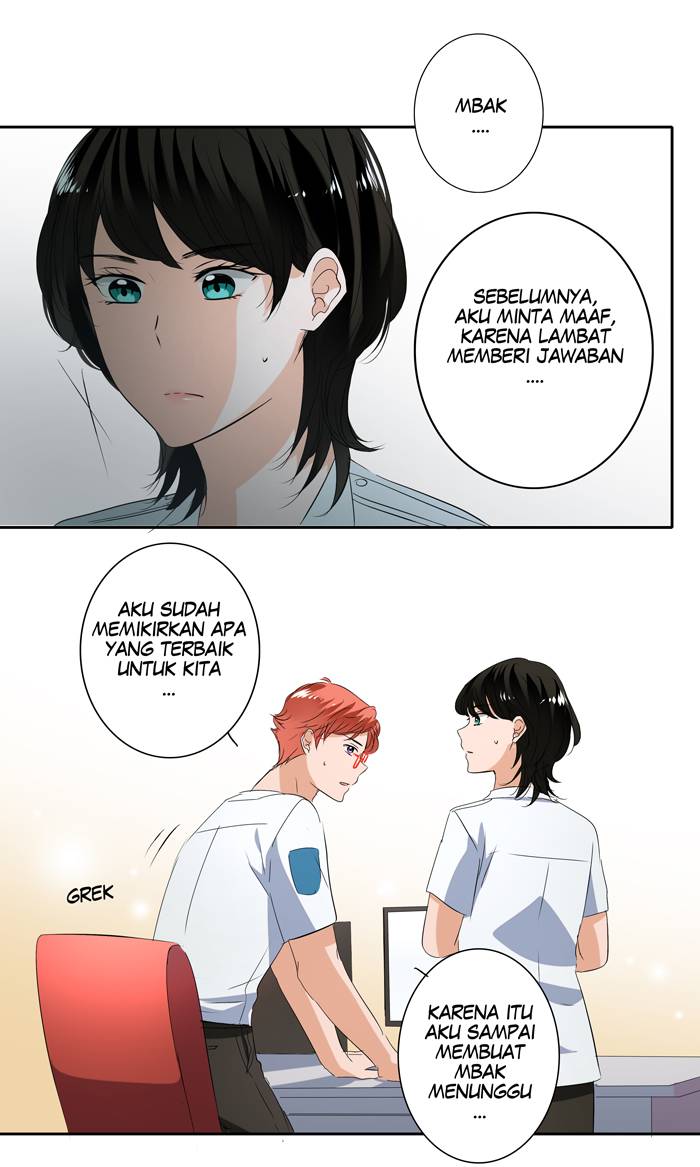 MBAK
....
SEBELUMNYA,
AKU MINTA MAAF,
KARENA LAMBAT
MEMBERI JAWABAN
....
AKU SUDAH
MEMIKIRKAN APA
YANG TERBAIK
UNTUK KITA
...
GREK
KARENA ITU
AKU SAMPAI
MEMBUAT
MBAK
MENUNGGU
...